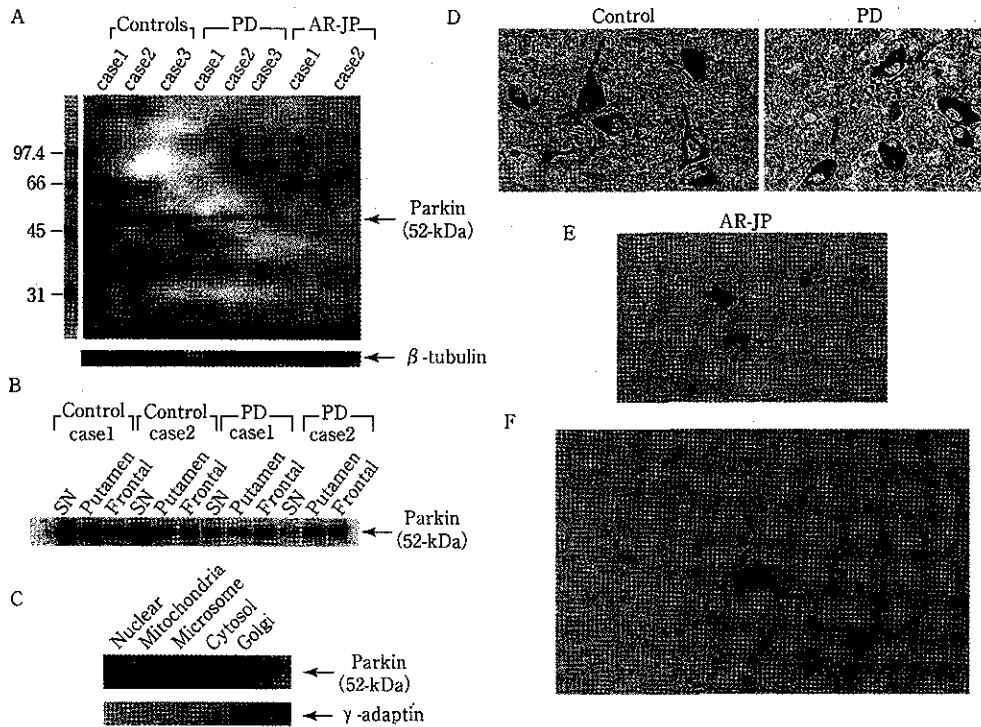 A
Controls PD AR-JP
case1 case2 case3 case1 case2 case3 case1 case2
97.4
66
45
31
Parkin
(52-kDa)
β-tubulin
B
Control case1 Control case2 PD case1 PD case2
SN Putamen Frontal SN Putamen Frontal SN Putamen Frontal SN Putamen Frontal
Parkin
(52-kDa)
C
Nuclear Mitochondria Microsome Cytosol Golgi
Parkin
(52-kDa)
γ-adaptin
D
Control PD
E
AR-JP
F